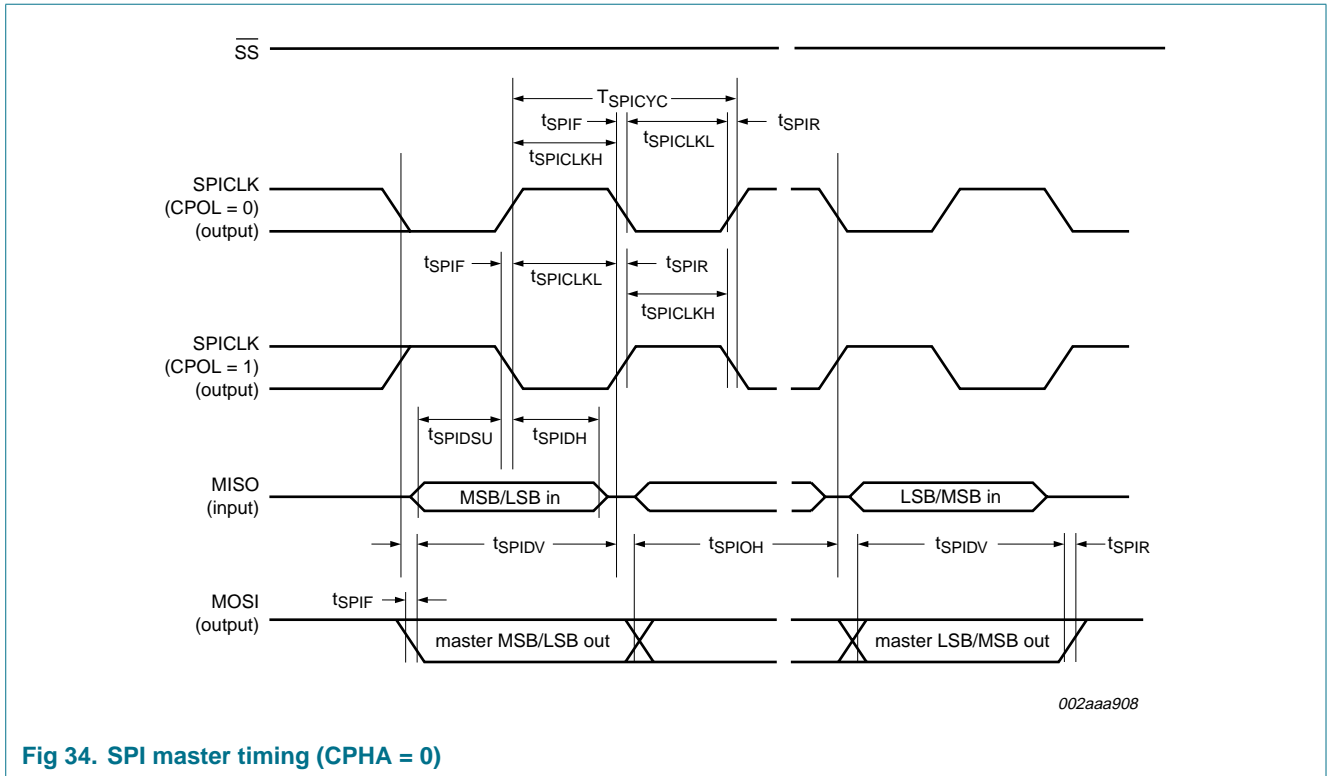 SS
TSPICYC
tSPIF
tSPICLKL
tSPIR
tSPICLKH
SPICLK
(CPOL = 0)
(output)
tSPIF
tSPICLKL
tSPIR
tSPICLKH
SPICLK
(CPOL = 1)
(output)
tSPIDSU
tSPIDH
MISO
(input)
MSB/LSB in
LSB/MSB in
tSPIDV
tSPIOH
tSPIDV
tSPIR
tSPIF
MOSI
(output)
master MSB/LSB out
master LSB/MSB out
002aaa908
Fig 34. SPI master timing (CPHA = 0)